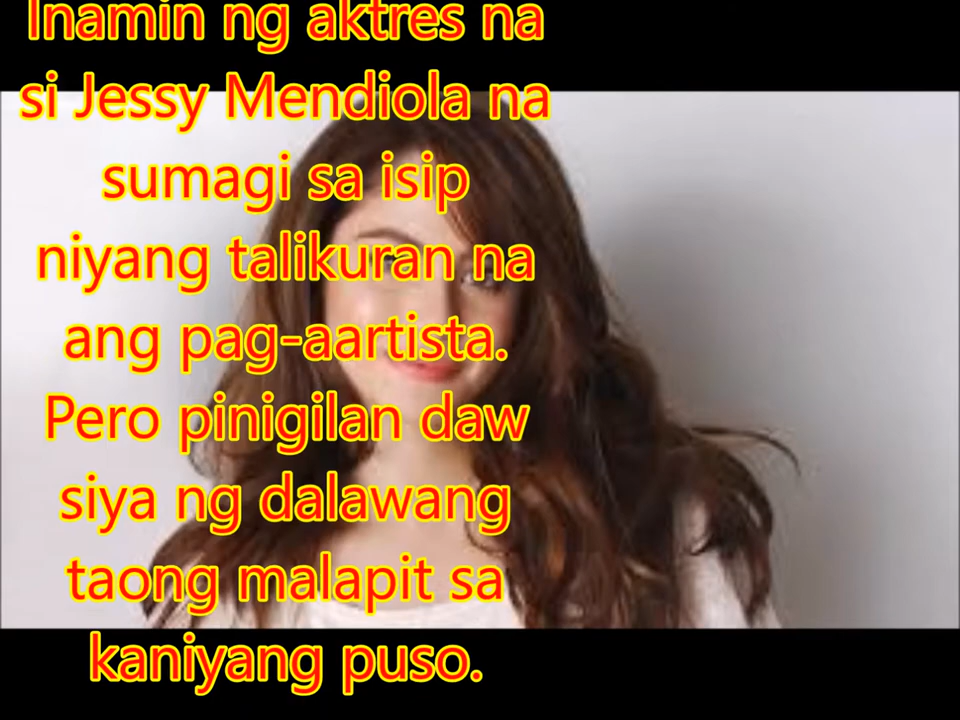 Inamin ng aktres na
si Jessy Mendiola na
sumagi sa isip
niyang talikuran na
ang pag-aartista.
Pero pinigilan daw
siya ng dalawang
taong malapit sa
kaniyang puso.